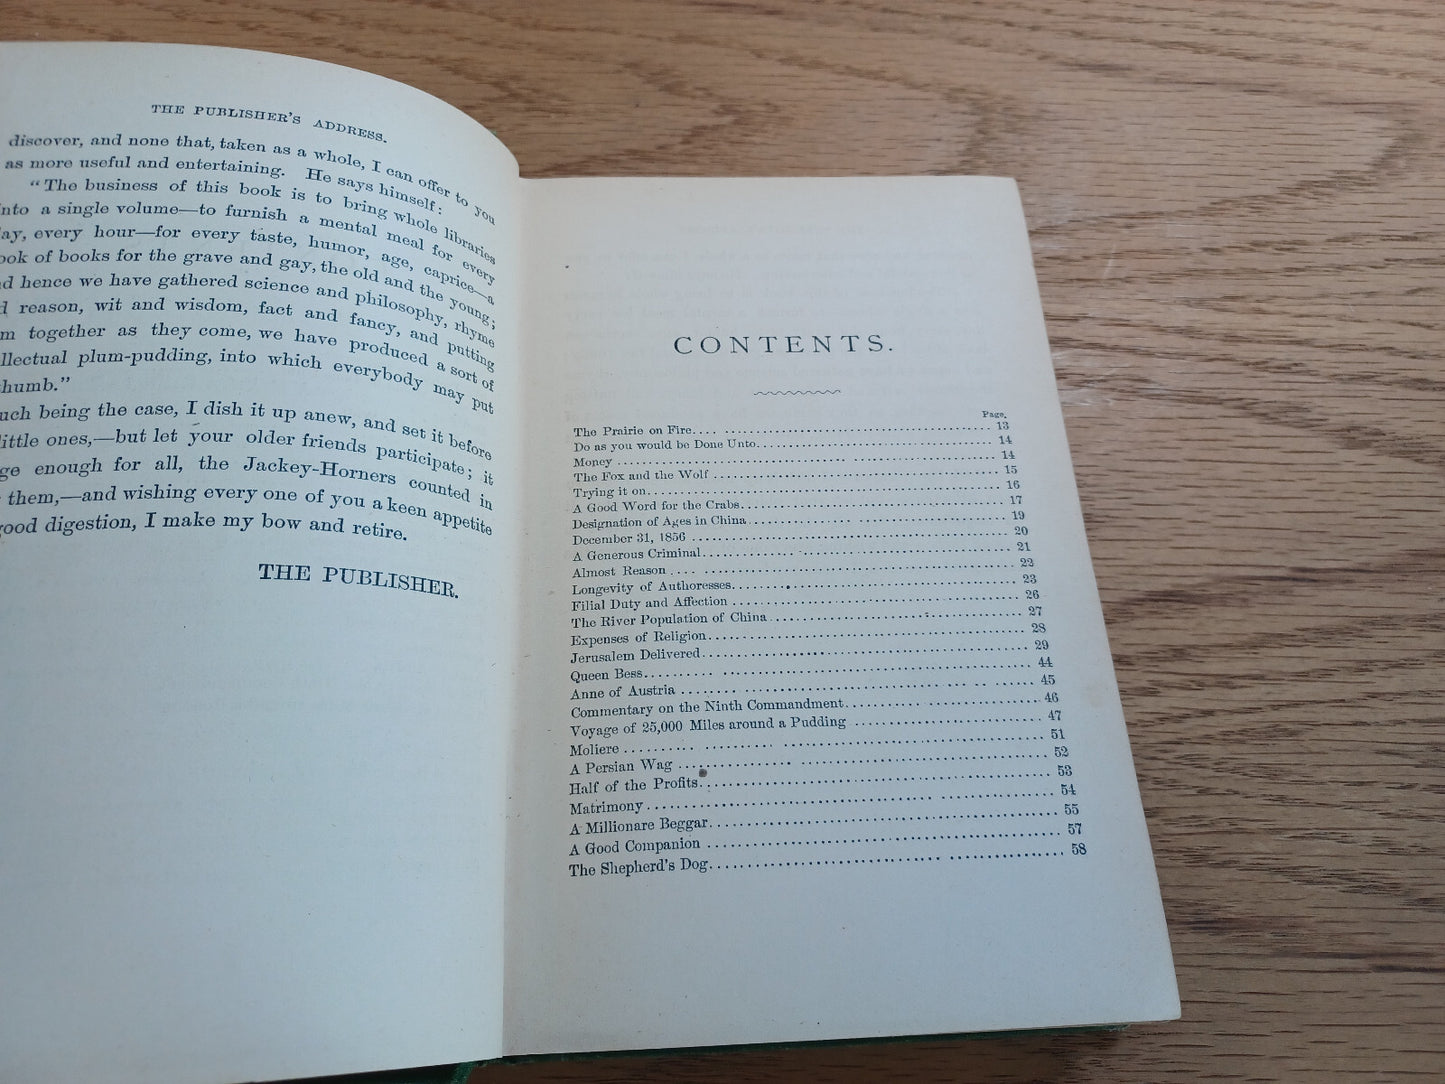 THE PUBLISHER'S ADDRESS.
discover, and none that, taken as a whole, I can offer to you
as more useful and entertaining. He says himself:
"The business of this book is to bring whole libraries
nto a single volume—to furnish a mental meal for every
ay, every hour—for every taste, humor, age, caprice—a
ook of books for the grave and gay, the old and the young;
d hence we have gathered science and philosophy, rhyme
d reason, wit and wisdom, fact and fancy, and putting
m together as they come, we have produced a sort of
llectual plum-pudding, into which everybody may put
humb."
uch being the case, I dish it up anew, and set it before
little ones,—but let your older friends participate; it
ge enough for all, the Jackey-Horners counted in
them,—and wishing every one of you a keen appetite
ood digestion, I make my bow and retire.
THE PUBLISHER.
CONTENTS.
Page.
The Prairie on Fire.... 13
Do as you would be Done Unto.... 14
Money .... 14
The Fox and the Wolf .... 15
Trying it on.... 16
A Good Word for the Crabs.... 17
Designation of Ages in China.... 19
December 31, 1856 .... 20
A Generous Criminal.... 21
Almost Reason .... 22
Longevity of Authoresses.... 23
Filial Duty and Affection .... 26
The River Population of China .... 27
Expenses of Religion.... 28
Jerusalem Delivered.... 29
Queen Bess.... 44
Anne of Austria .... 45
Commentary on the Ninth Commandment.... 46
Voyage of 25,000 Miles around a Pudding .... 47
Moliere .... 51
A Persian Wag .... 52
Half of the Profits.... 53
Matrimony.... 54
A Millionare Beggar.... 55
A Good Companion .... 57
The Shepherd's Dog.... 58